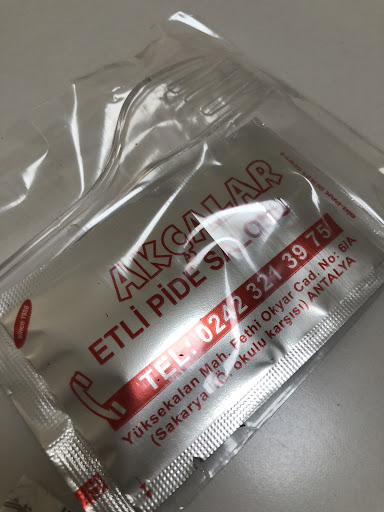 AKÇALAR
ETLİ PİDE SALONU
TEL: 0242 321 39 75
Yüksekalan Mah. Fethi Okyar Cad. No: 6/A
(Sakarya İ. Ö. okulu karşısı) ANTALYA